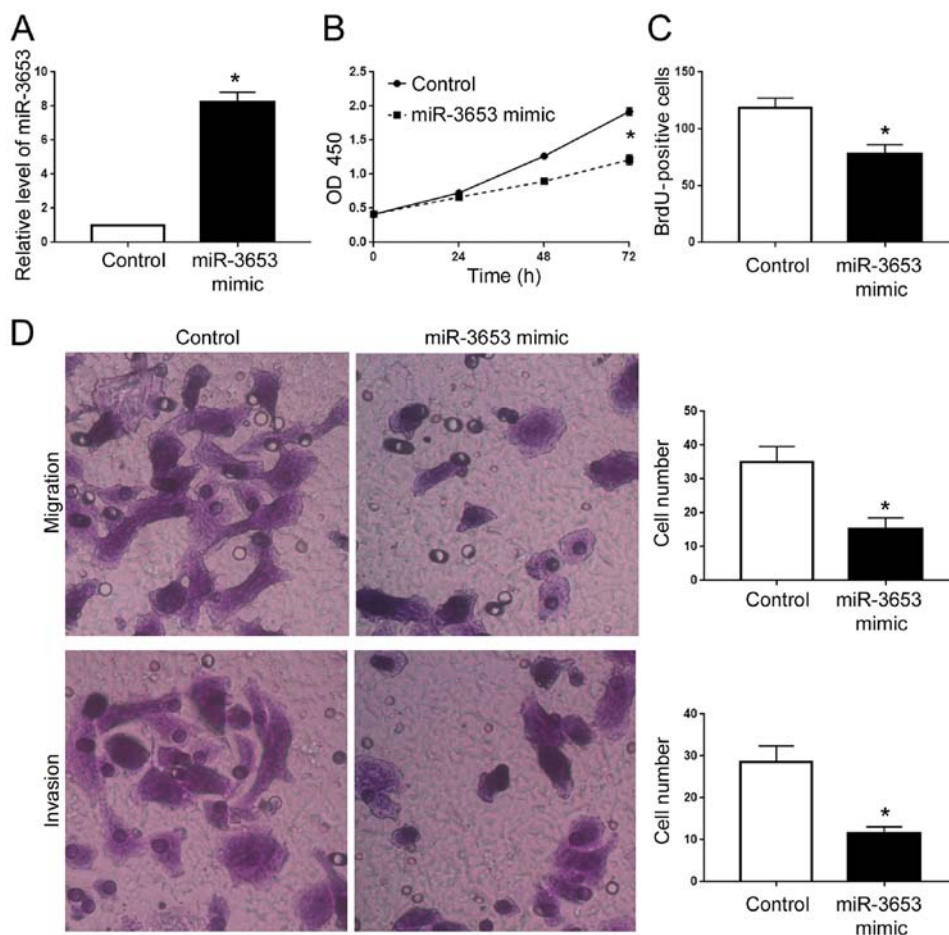 A
Relative level of miR-3653
10
8
6
4
2
0
*
Control
miR-3653
mimic
B
OD 450
2.5
2.0
1.5
1.0
0.5
0.0
Control
miR-3653 mimic
*
0
24
48
72
Time (h)
C
BrdU-positive cells
150
100
50
0
*
Control
miR-3653
mimic
D
Control
miR-3653 mimic
Migration
Cell number
50
40
30
20
10
0
*
Control
miR-3653
mimic
Invasion
Cell number
40
30
20
10
0
*
Control
miR-3653
mimic